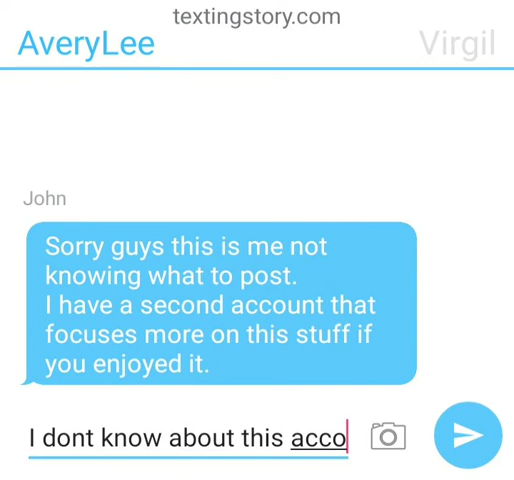 textingstory.com
AveryLee
Virgil
John
Sorry guys this is me not
knowing what to post.
I have a second account that
focuses more on this stuff if
you enjoyed it.
I dont know about this acco